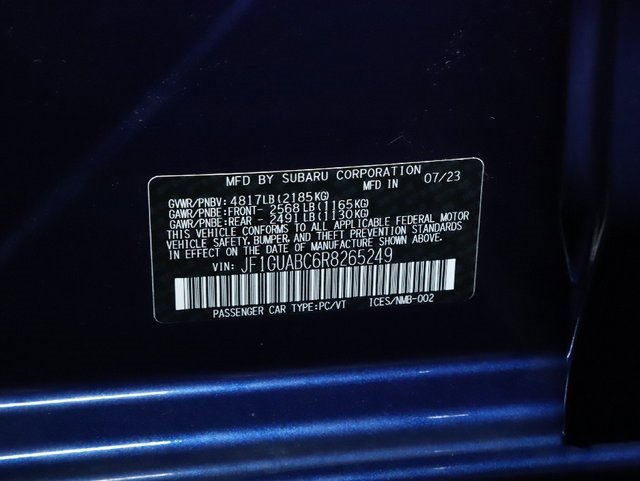 MFD BY SUBARU CORPORATION
MFD IN 07/23
GVWR/PNBV: 4817LB(2185KG)
GAWR/PNBE:FRONT- 2568LB(1165KG)
GAWR/PNBE:REAR - 2491LB(1130KG)
THIS VEHICLE CONFORMS TO ALL APPLICABLE FEDERAL MOTOR
VEHICLE SAFETY, BUMPER, AND THEFT PREVENTION STANDARDS
IN EFFECT ON THE DATE OF MANUFACTURE SHOWN ABOVE.
VIN: JF1GUABC6R8265249
PASSENGER CAR TYPE:PC/VT ICES/NMB-002